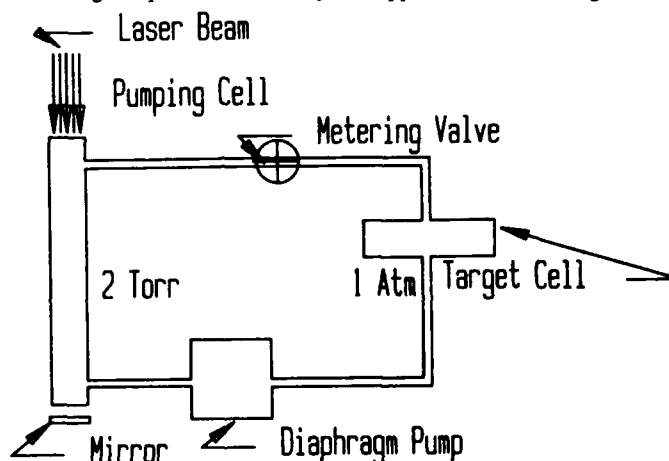 Laser Beam
Pumping Cell
Metering Valve
2 Torr
1 Atm
Target Cell
Mirror
Diaphragm Pump